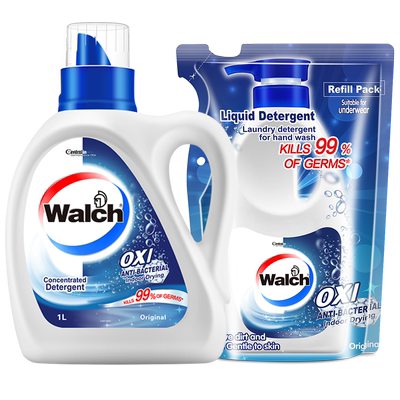 Walch
OXI
ANTI-BACTERIAL
Indoor Drying
Concentrated
Detergent
KILLS 99% OF GERMS*
1L
Original
Refill Pack
Suitable for
underwear
Liquid Detergent
Laundry detergent
for hand wash
KILLS 99%
OF GERMS*
Walch
OXI
ANTI-BACTERIAL
Indoor Drying
dirt and
Gentle to skin